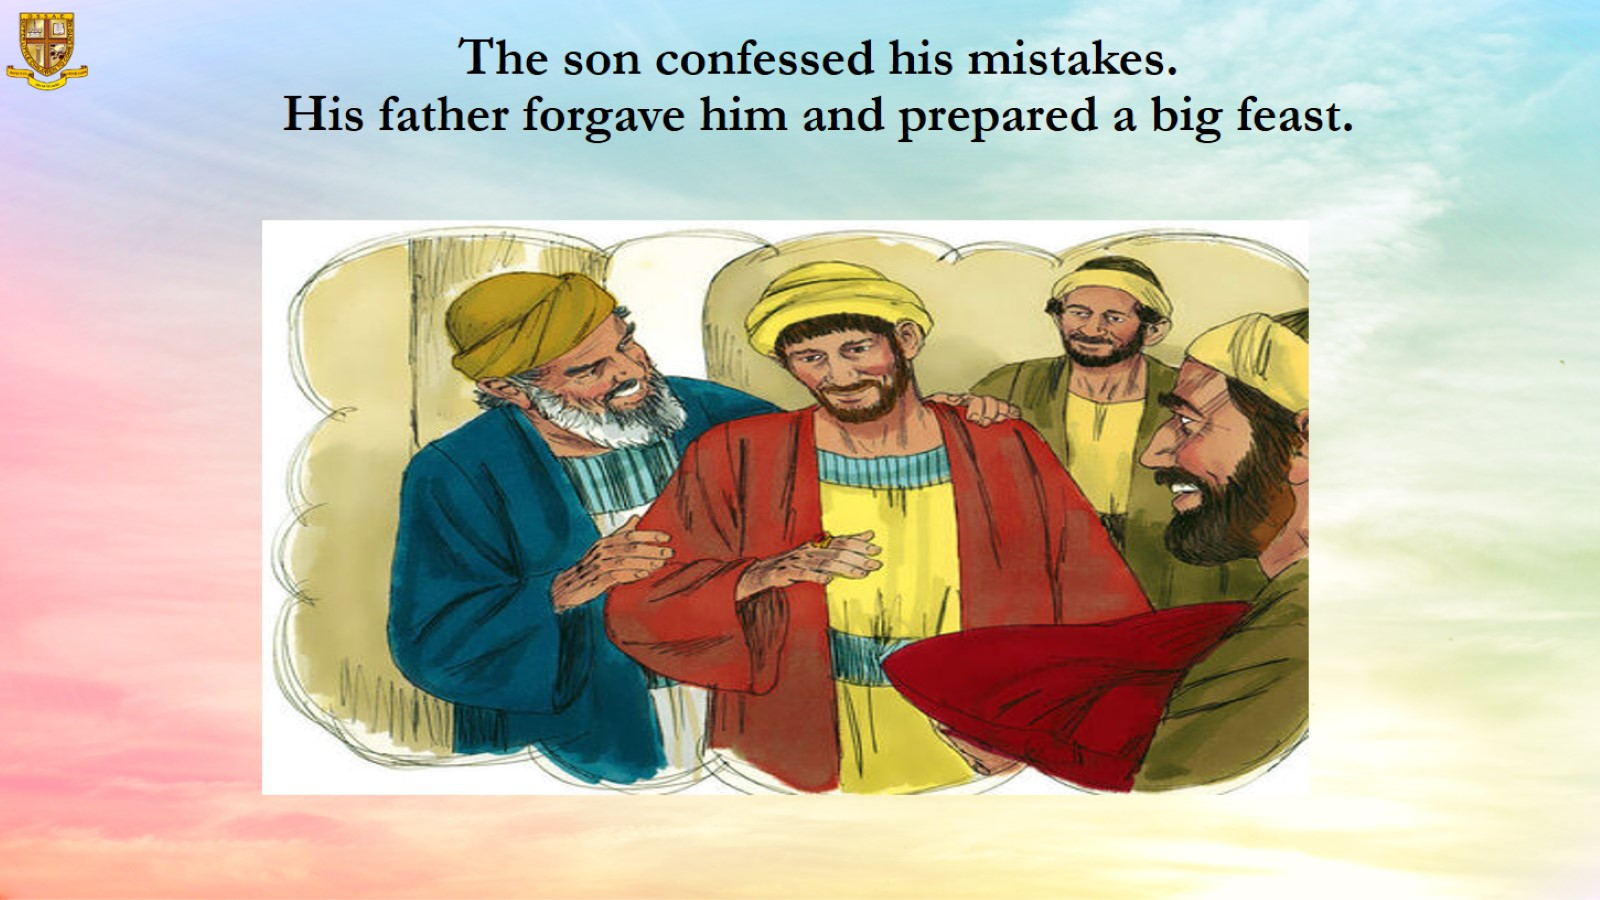 The son confessed his mistakes.
His father forgave him and prepared a big feast.